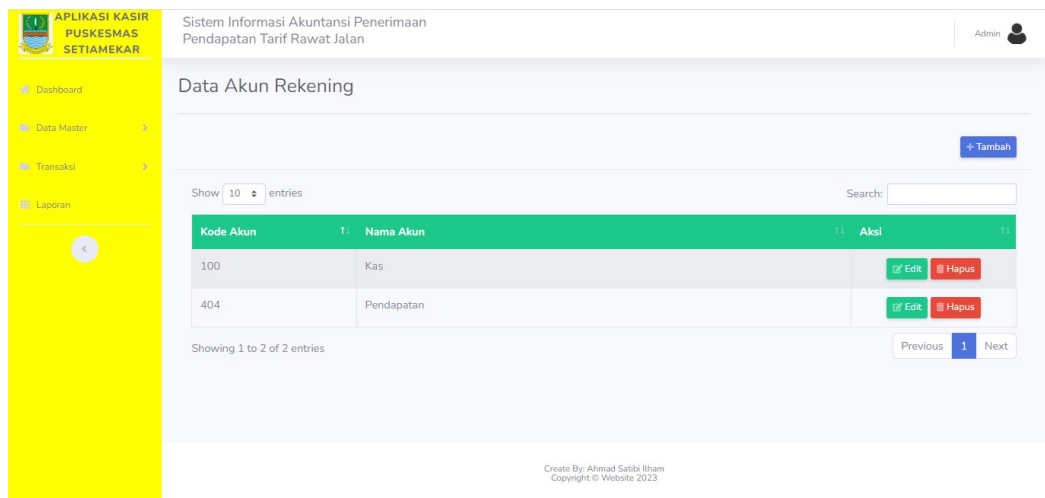 APLIKASI KASIR
PUSKESMAS
SETIAMEKAR
Sistem Informasi Akuntansi Penerimaan
Pendapatan Tarif Rawat Jalan
Admin
Dashboard
Data Master
Transaksi
Laporan
Data Akun Rekening
+ Tambah
Show 10 entries Search:
Kode Akun Nama Akun Aksi
100 Kas Edit Hapus
404 Pendapatan Edit Hapus
Showing 1 to 2 of 2 entries Previous 1 Next
Create By: Ahmad Satibi Ilham
Copyright © Website 2023